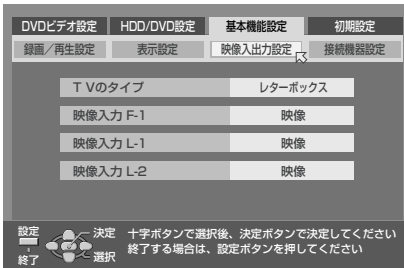 DVDビデオ設定 HDD/DVD設定 基本機能設定 初期設定
録画／再生設定 表示設定 映像入出力設定 接続機器設定
TVのタイプ レターボックス
映像入力 F-1 映像
映像入力 L-1 映像
映像入力 L-2 映像
設定 決定 十字ボタンで選択後、決定ボタンで決定してください
終了 選択 終了する場合は、設定ボタンを押してください